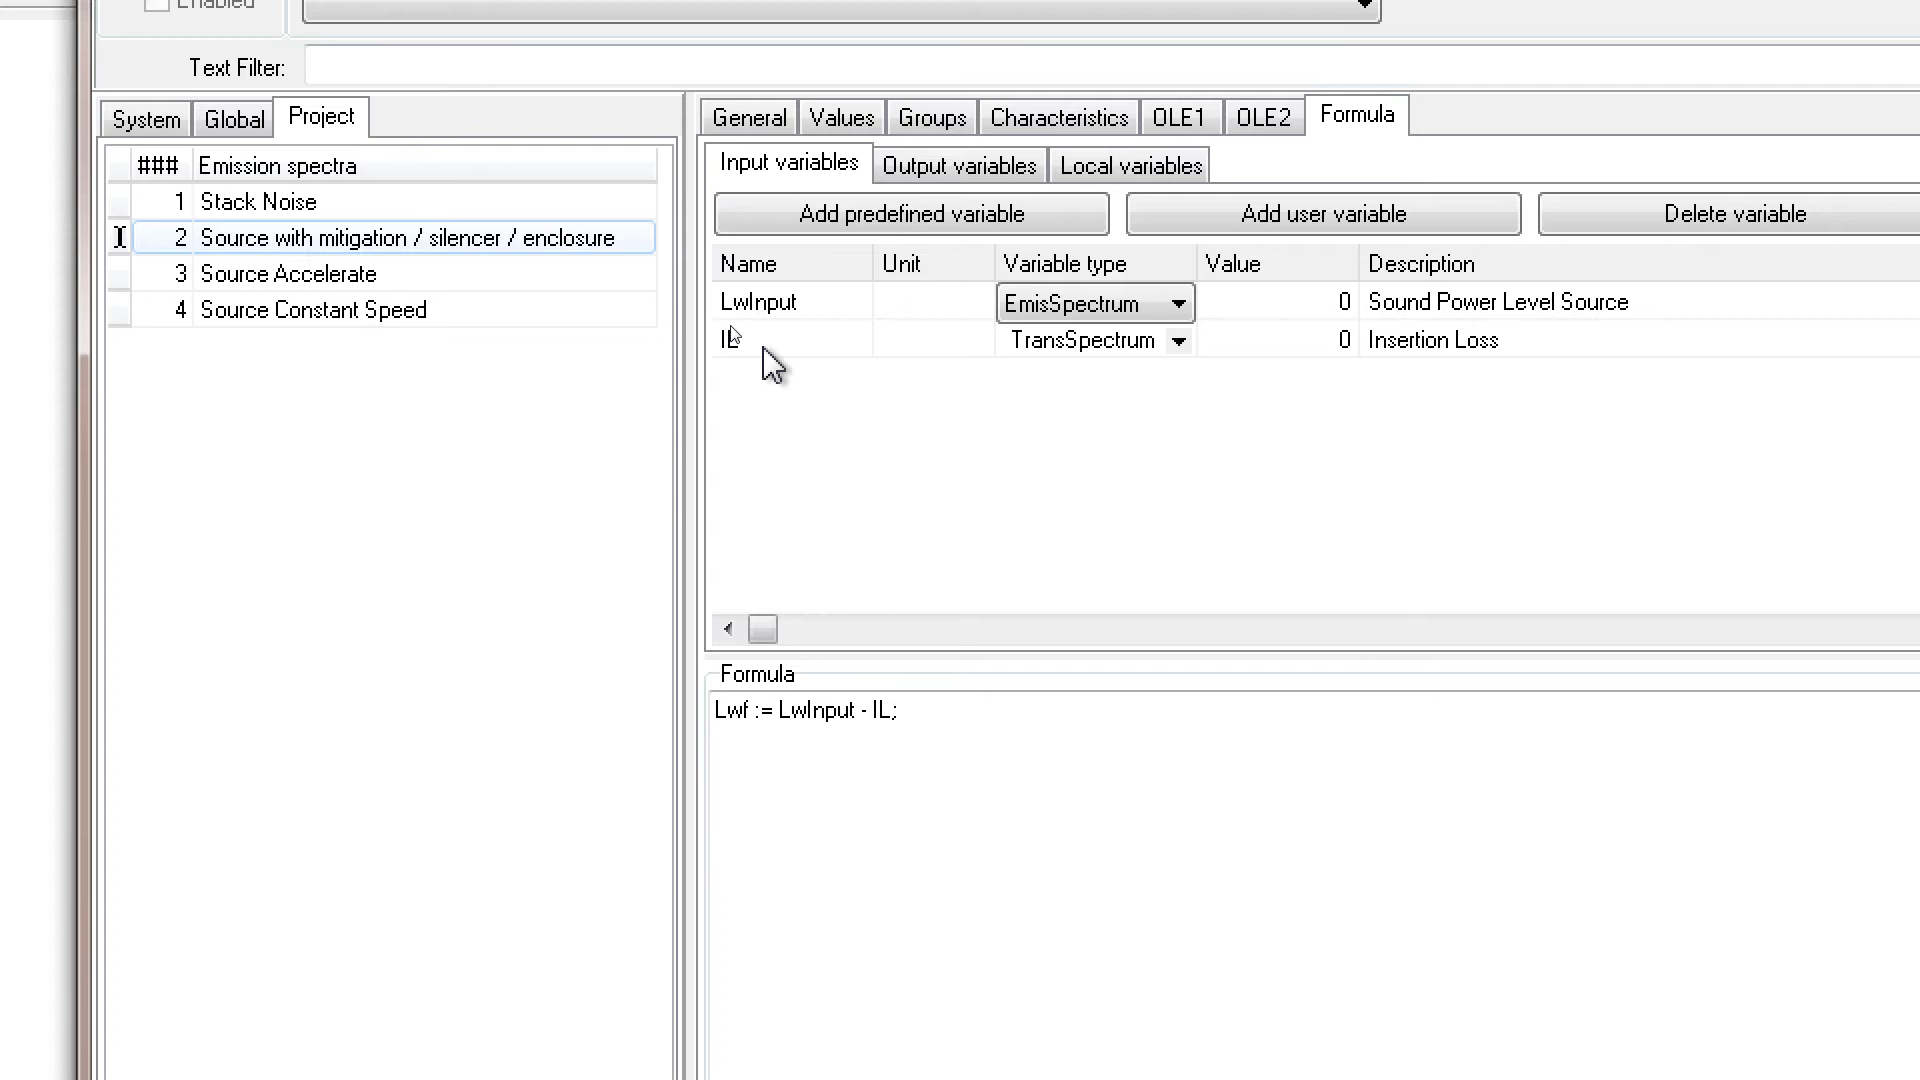 Enabled
Text Filter:
System Global Project
### Emission spectra
1 Stack Noise
2 Source with mitigation / silencer / enclosure
3 Source Accelerate
4 Source Constant Speed
General Values Groups Characteristics OLE1 OLE2 Formula
Input variables Output variables Local variables
Add predefined variable Add user variable Delete variable
Name Unit Variable type Value Description
LwInput EmisSpectrum 0 Sound Power Level Source
IL TransSpectrum 0 Insertion Loss
Formula
Lwf := LwInput - IL;